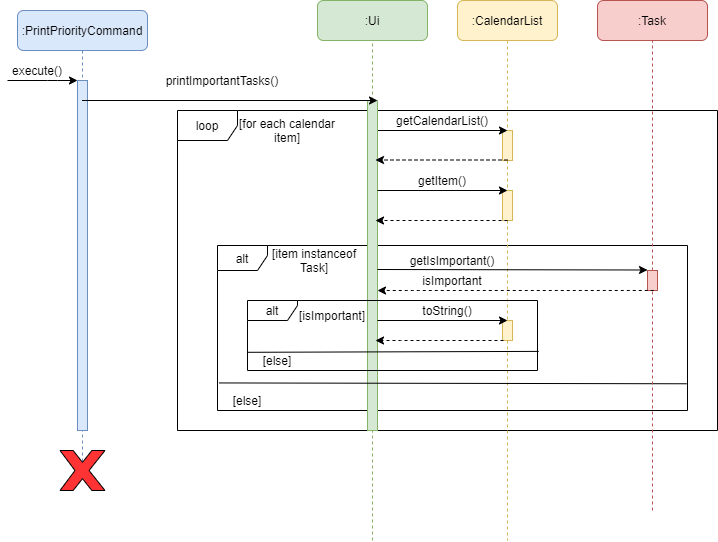 :PrintPriorityCommand
:Ui
:CalendarList
:Task
execute()
printImportantTasks()
loop
[for each calendar
item]
getCalendarList()
getItem()
alt
[item instanceof
Task]
getIsImportant()
isImportant
alt
[isImportant]
toString()
[else]
[else]